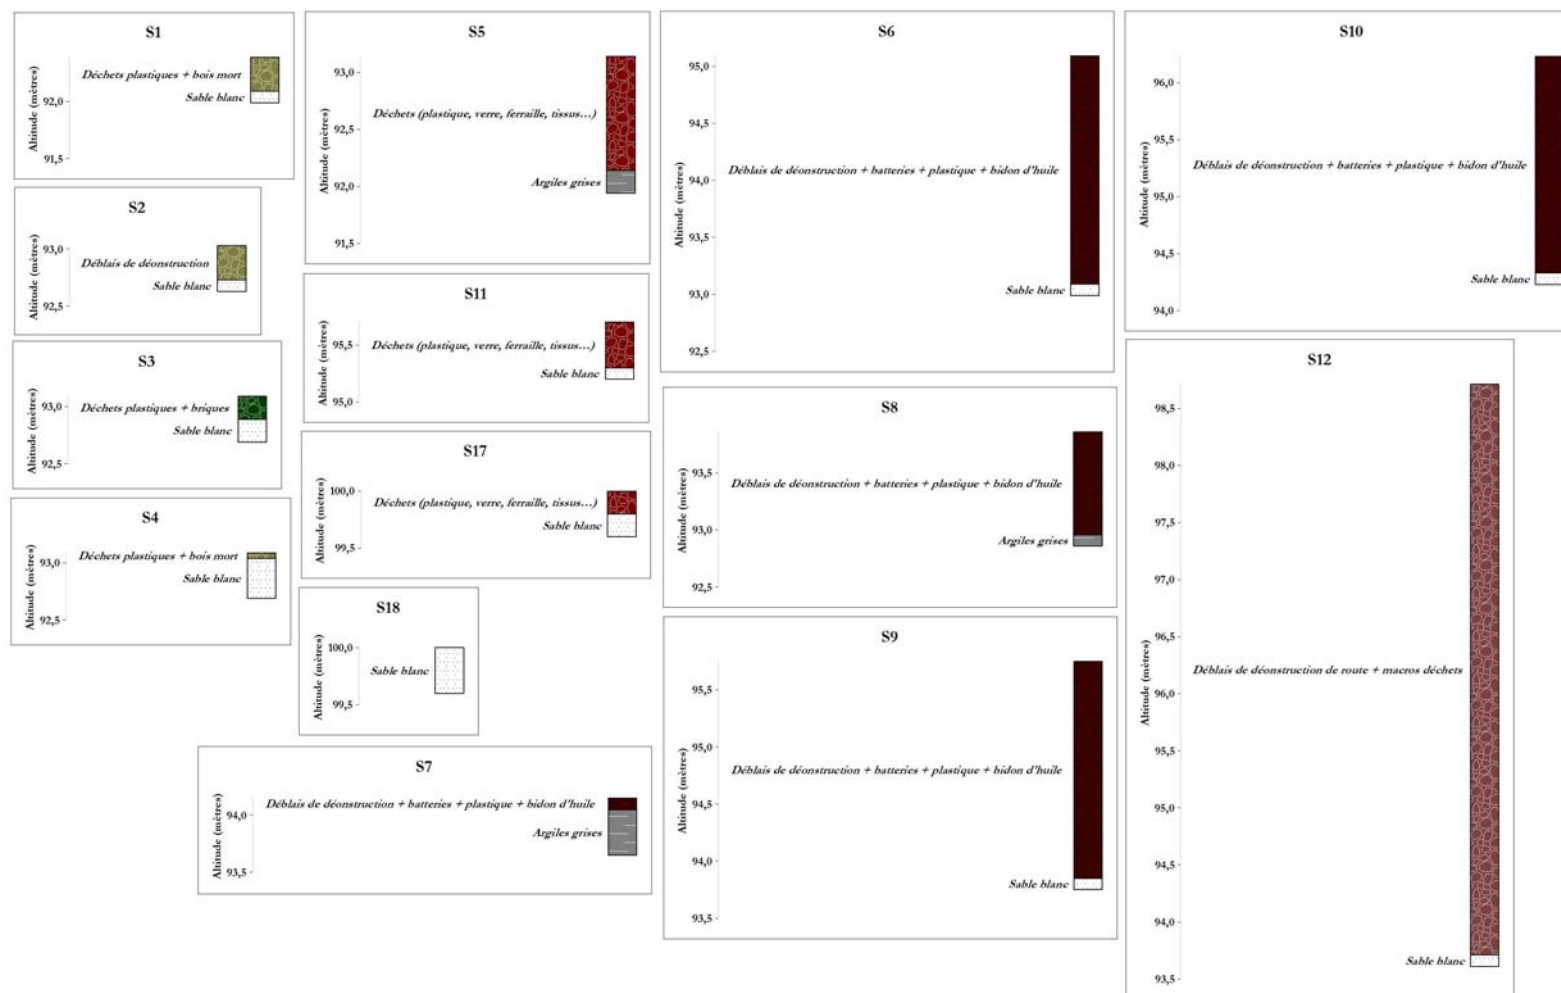 S1
Altitude (mètres)
92,0
91,5
Déchets plastiques + bois mort
Sable blanc
S2
Altitude (mètres)
93,0
92,5
Déblais de déonstruction
Sable blanc
S3
Altitude (mètres)
93,0
92,5
Déchets plastiques + briques
Sable blanc
S4
Altitude (mètres)
93,0
92,5
Déchets plastiques + bois mort
Sable blanc
S5
Altitude (mètres)
93,0
92,5
92,0
91,5
Déchets (plastique, verre, ferraille, tissus…)
Argiles grises
S11
Altitude (mètres)
95,5
95,0
Déchets (plastique, verre, ferraille, tissus…)
Sable blanc
S17
Altitude (mètres)
100,0
99,5
Déchets (plastique, verre, ferraille, tissus…)
Sable blanc
S18
Altitude (mètres)
100,0
99,5
Sable blanc
S7
Altitude (mètres)
94,0
93,5
Déblais de déonstruction + batteries + plastique + bidon d'huile
Argiles grises
S6
Altitude (mètres)
95,0
94,5
94,0
93,5
93,0
92,5
Déblais de déonstruction + batteries + plastique + bidon d'huile
Sable blanc
S8
Altitude (mètres)
93,5
93,0
92,5
Déblais de déonstruction + batteries + plastique + bidon d'huile
Argiles grises
S9
Altitude (mètres)
95,5
95,0
94,5
94,0
93,5
Déblais de déonstruction + batteries + plastique + bidon d'huile
Sable blanc
S10
Altitude (mètres)
96,0
95,5
95,0
94,5
94,0
Déblais de déonstruction + batteries + plastique + bidon d'huile
Sable blanc
S12
Altitude (mètres)
98,5
98,0
97,5
97,0
96,5
96,0
95,5
95,0
94,5
94,0
93,5
Déblais de déonstruction de route + macros déchets
Sable blanc